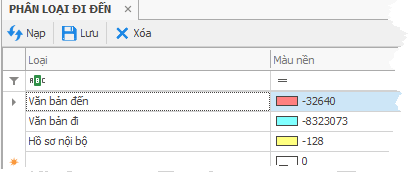 PHÂN LOẠI ĐI ĐẾN ×
Nạp Lưu Xóa
Loại Màu nền
ABC =
Văn bản đến -32640
Văn bản đi -8323073
Hồ sơ nội bộ -128
0